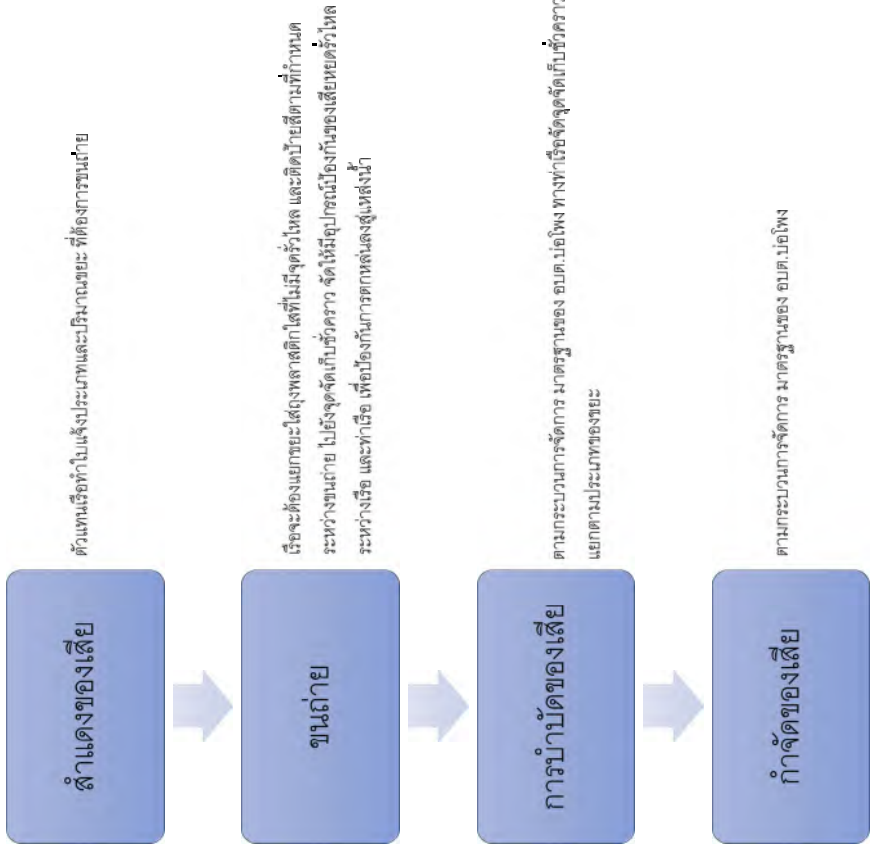 สำแดงของเสีย
ตัวแทนเรือทำใบแจ้งประเภทและปริมาณขยะ ที่ต้องการขนถ่าย
ขนถ่าย
เรือจะต้องแยกขยะใส่ถุงพลาสติกใสที่ไม่มีจุดรั่วไหล และติดป้ายสีตามที่กำหนด
ระหว่างขนถ่าย ไปยังจุดจัดเก็บชั่วคราว จัดให้มีอุปกรณ์ป้องกันของเสียหยดรั่วไหล
ระหว่างเรือ และท่าเรือ เพื่อป้องกันการตกหล่นลงสู่แหล่งน้ำ
การบำบัดของเสีย
ตามกระบวนการจัดการ มาตรฐานของ อบต.บ่อโพง ทางท่าเรือจัดจุดจัดเก็บชั่วคราว
แยกตามประเภทของขยะ
กำจัดของเสีย
ตามกระบวนการจัดการ มาตรฐานของ อบต.บ่อโพง